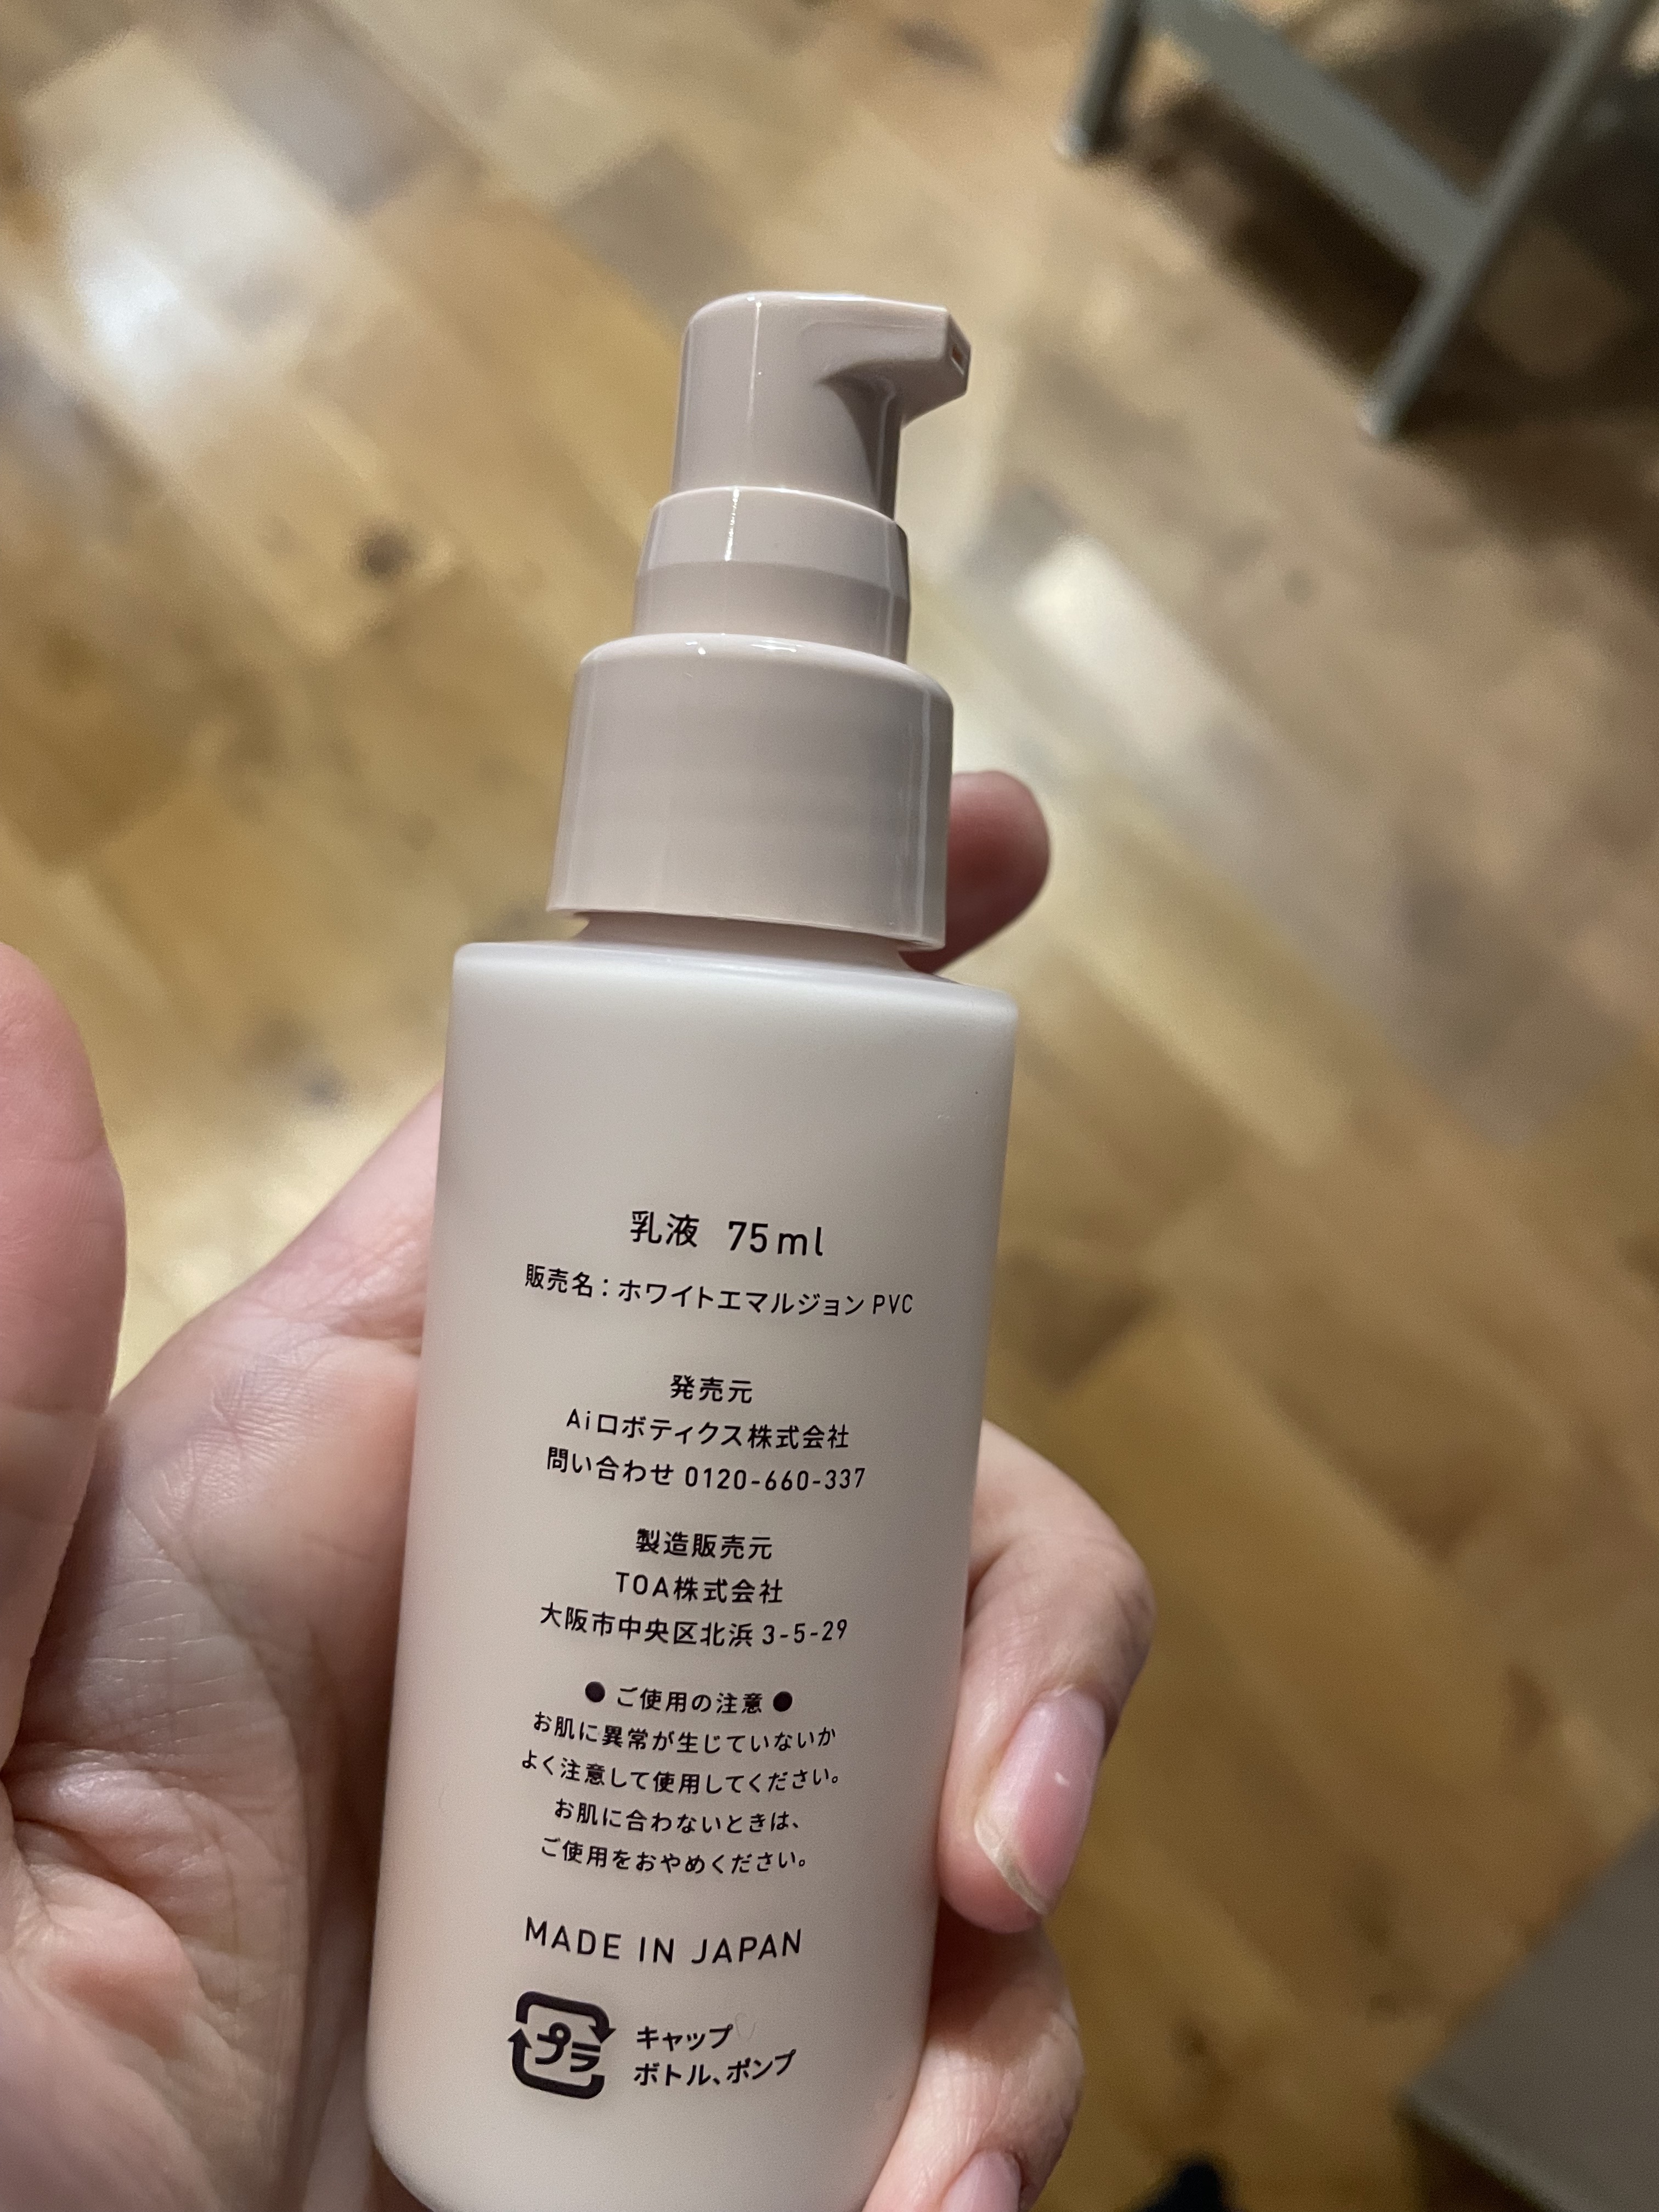 乳液 75ml
販売名：ホワイトエマルジョン PVC
発売元
Aiロボティクス株式会社
問い合わせ 0120-660-337
製造販売元
TOA株式会社
大阪市中央区北浜 3-5-29
● ご使用の注意 ●
お肌に異常が生じていないか
よく注意して使用してください。
お肌に合わないときは、
ご使用をおやめください。
MADE IN JAPAN
プラ
キャップ
ボトル、ポンプ